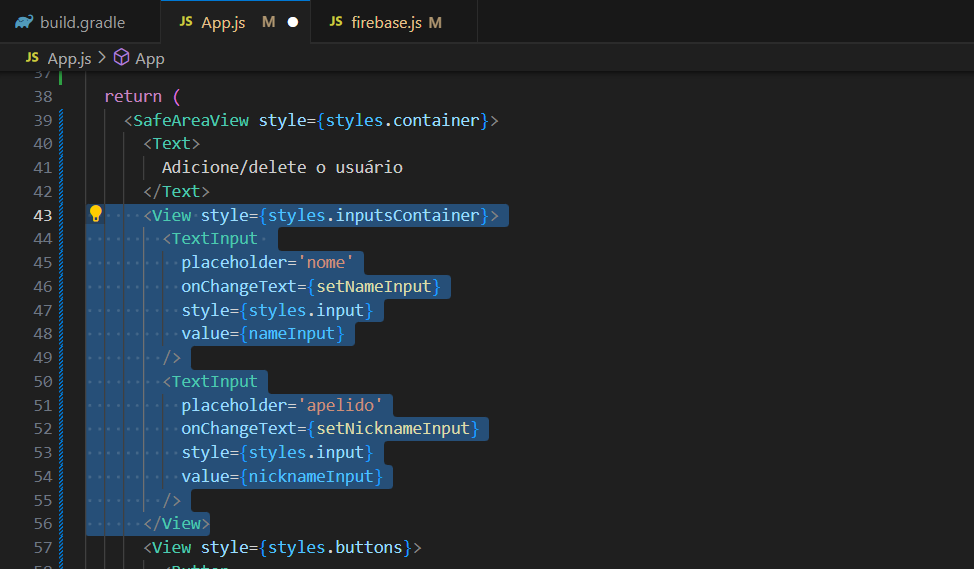 build.gradle
JS App.js M
JS firebase.js M
JS App.js > App
37
38 return (
39 <SafeAreaView style={styles.container}>
40 <Text>
41 Adicione/delete o usuário
42 </Text>
43 <View style={styles.inputsContainer}>
44 <TextInput
45 placeholder='nome'
46 onChangeText={setNameInput}
47 style={styles.input}
48 value={nameInput}
49 />
50 <TextInput
51 placeholder='apelido'
52 onChangeText={setNicknameInput}
53 style={styles.input}
54 value={nicknameInput}
55 />
56 </View>
57 <View style={styles.buttons}>
58 <Button